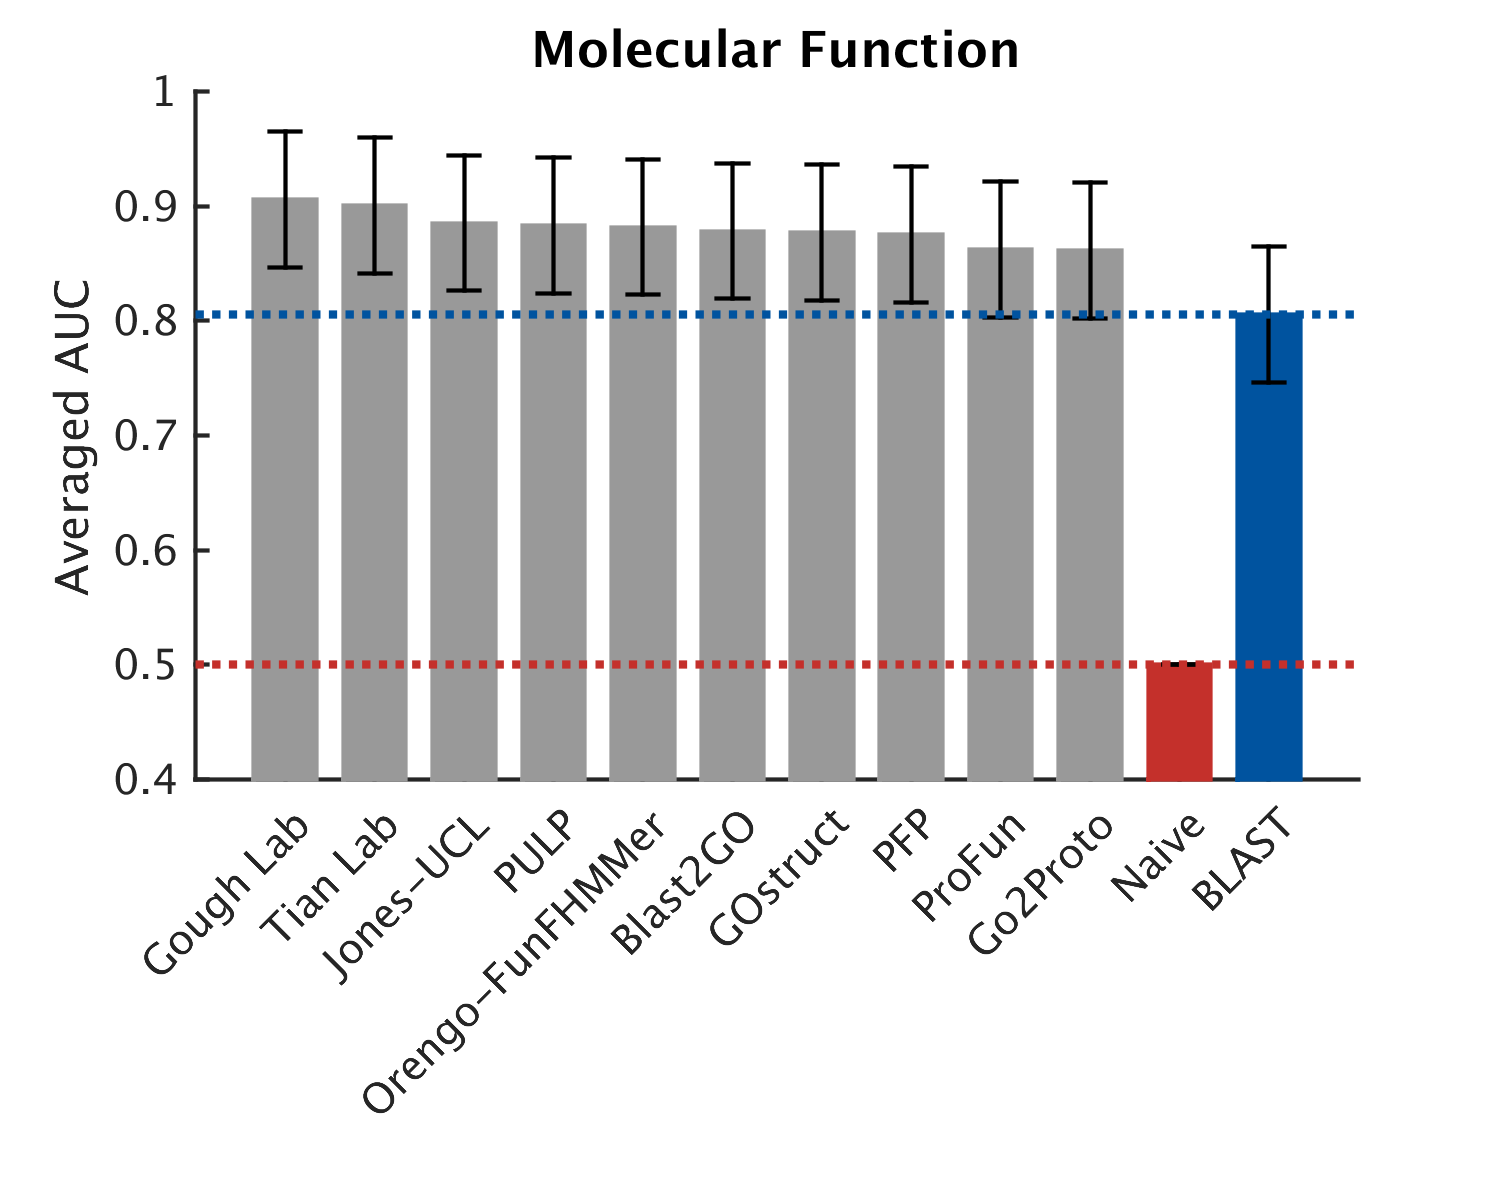 Molecular Function
Averaged AUC
1
0.9
0.8
0.7
0.6
0.5
0.4
Gough Lab
Tian Lab
Jones–UCL
PULP
Orengo–FunFHMMer
Blast2GO
GOstruct
PFP
ProFun
Go2Proto
Naive
BLAST